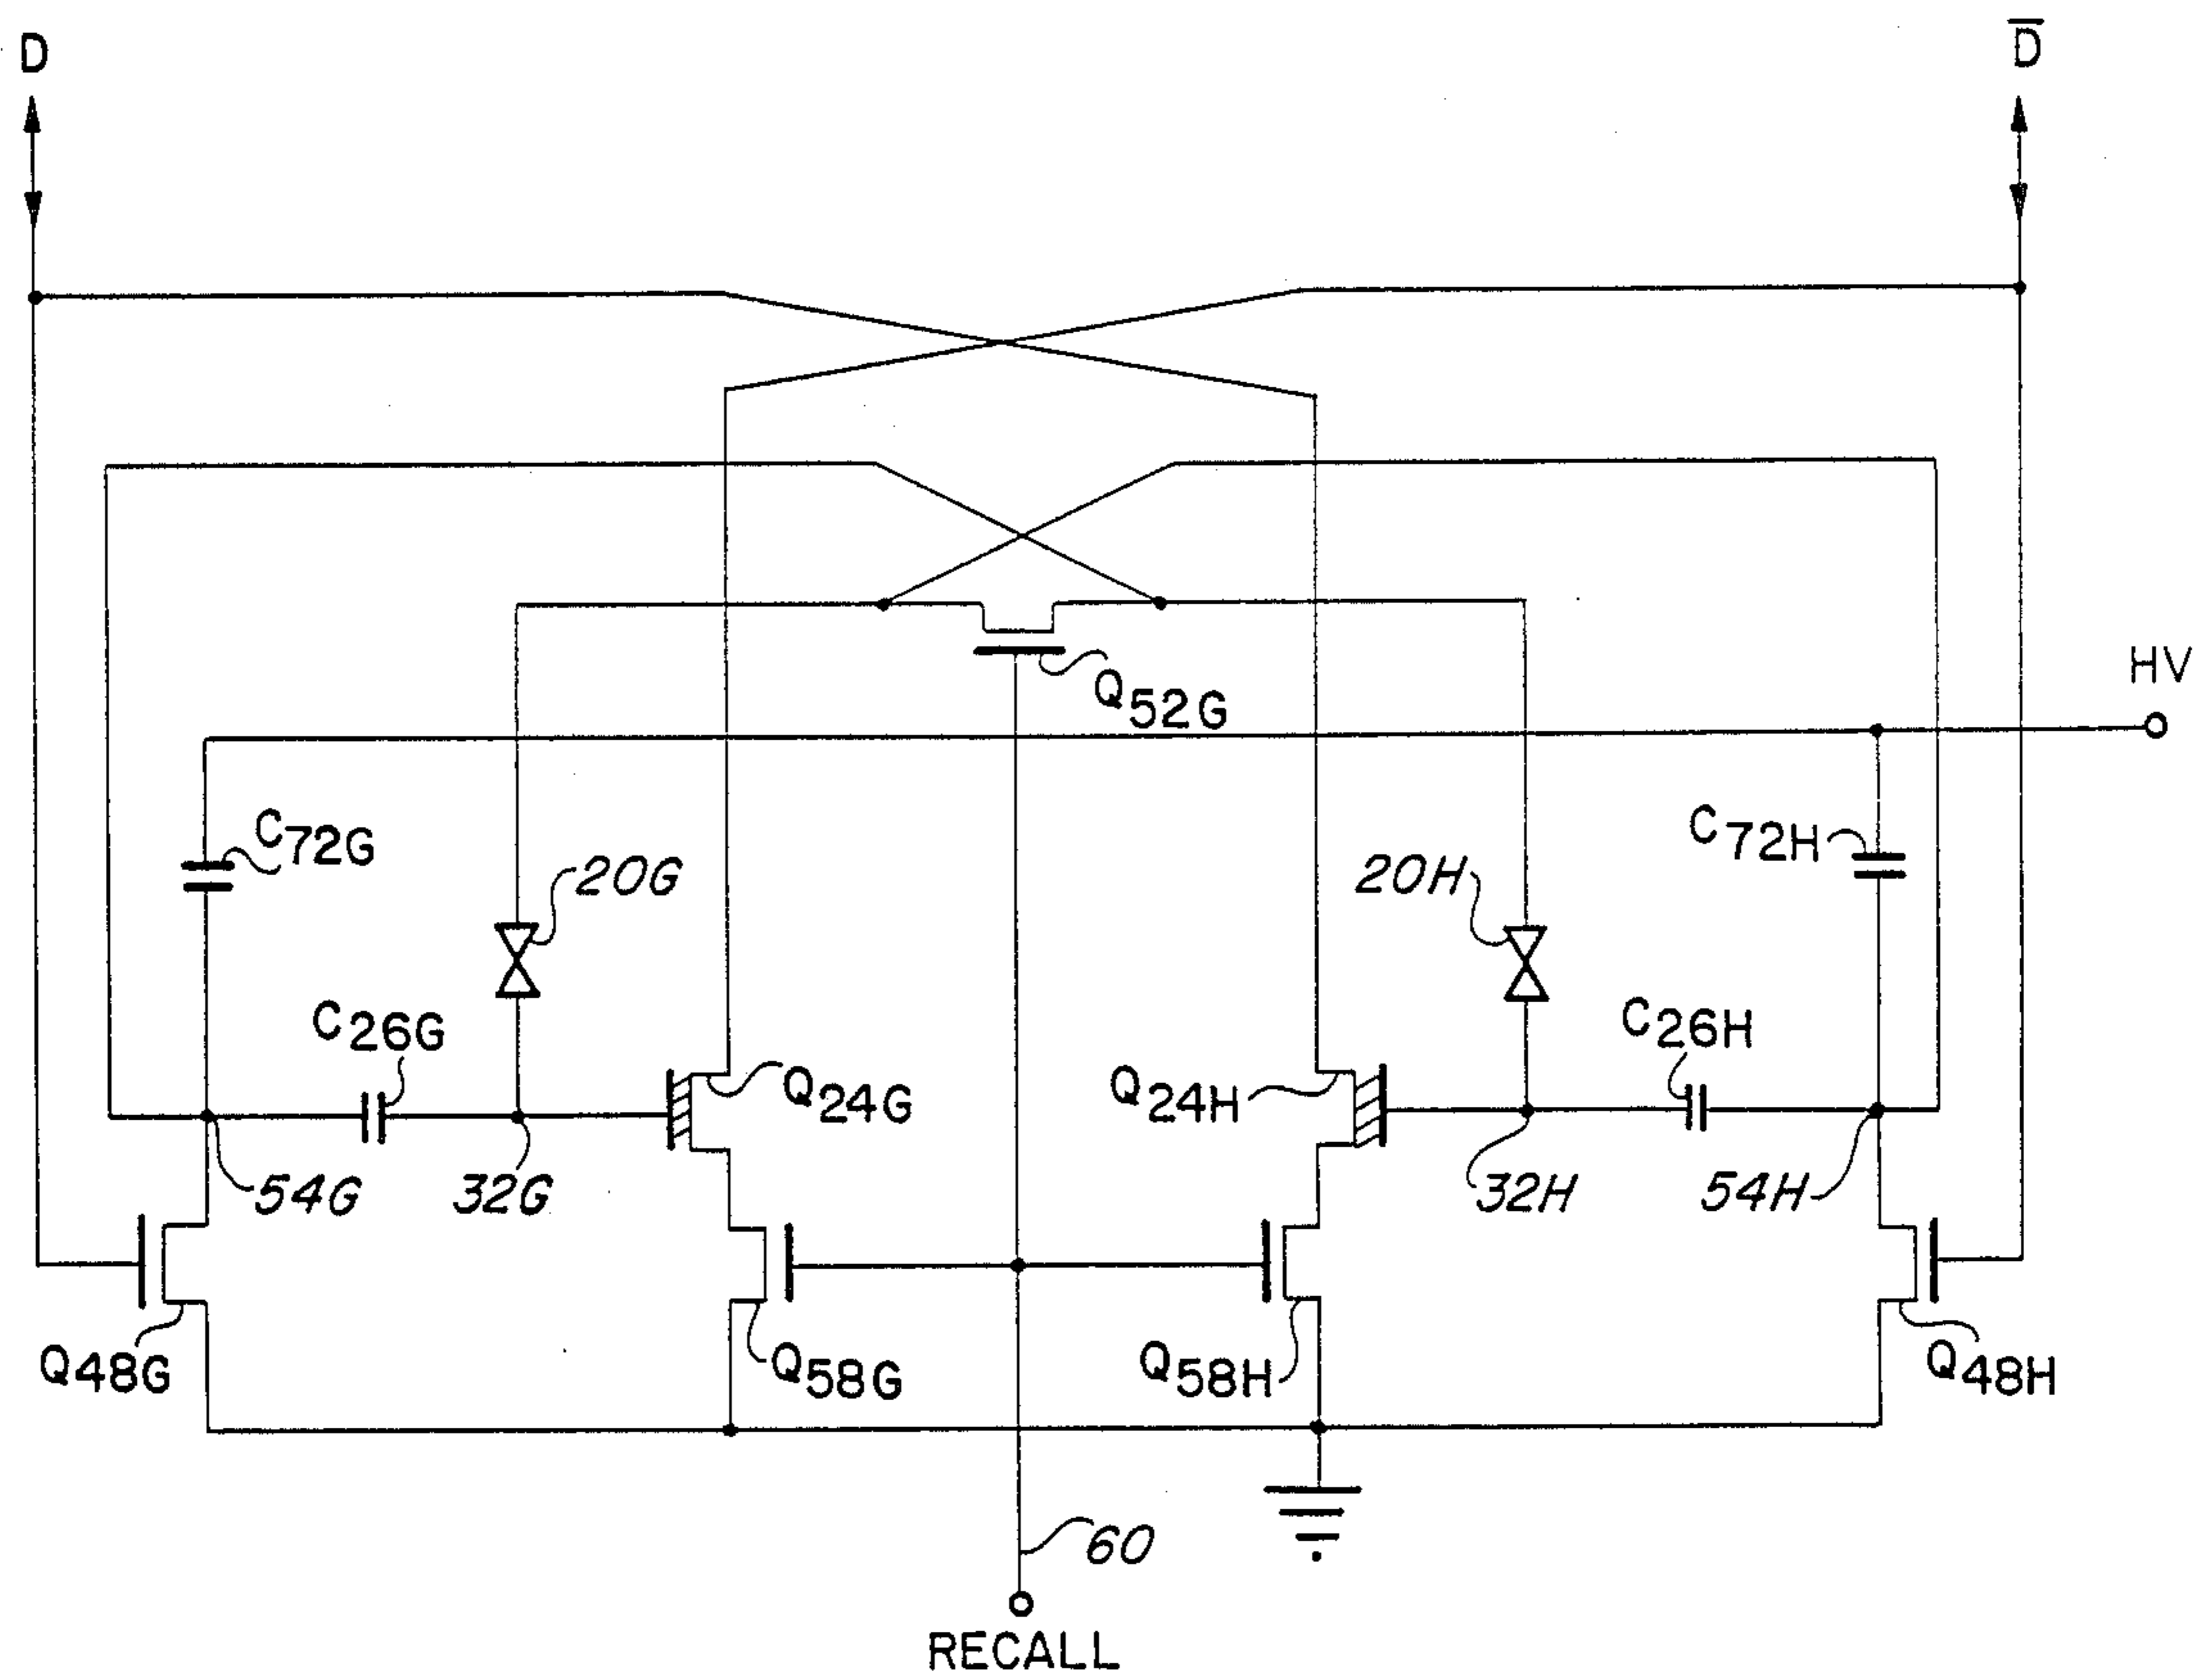 D
D̅
HV
Q52G
C72G
20G
20H
C72H
C26G
C26H
Q24G
Q24H
54G
32G
32H
54H
Q48G
Q58G
Q58H
Q48H
60
RECALL